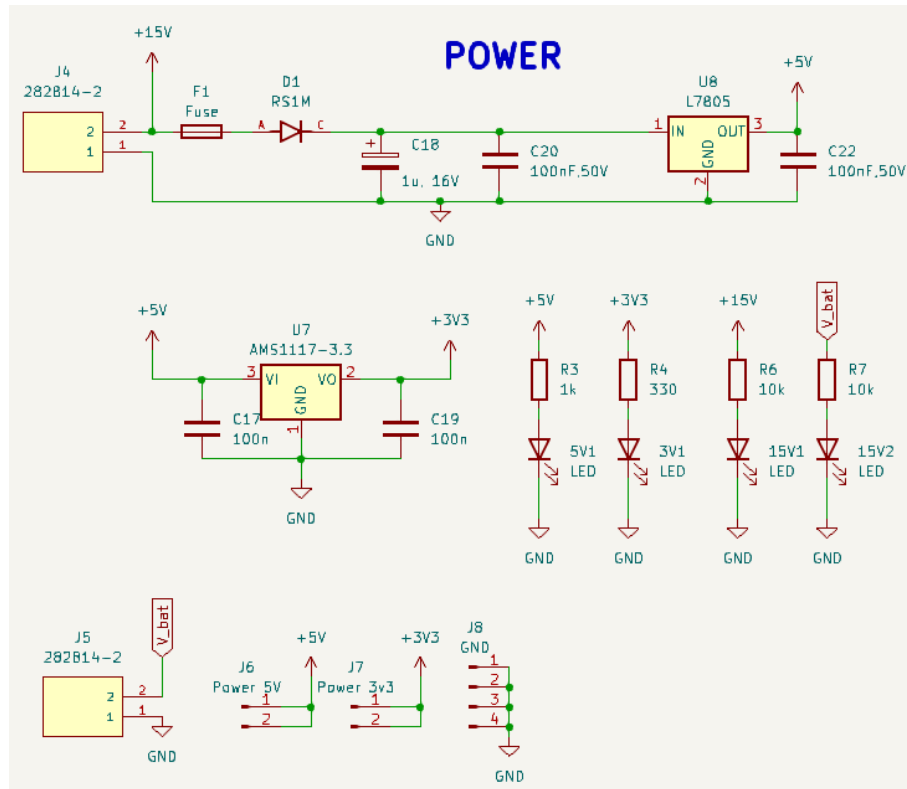 POWER
+15V
J4
282814-2
2
1
2
1
F1
Fuse
D1
RS1M
A
C
+
C18
1u, 16V
C20
100nF,50V
U8
L7805
1
IN
OUT
3
GND
2
+5V
C22
100nF,50V
GND
+5V
U7
AMS1117-3.3
3
VI
VO
2
GND
1
+3V3
C17
100n
C19
100n
GND
+5V
R3
1k
5V1
LED
GND
+3V3
R4
330
3V1
LED
GND
+15V
R6
10k
15V1
LED
GND
V_bat
R7
10k
15V2
LED
GND
J5
282814-2
2
1
2
1
V_bat
GND
J6
Power 5V
1
2
+5V
J7
Power 3v3
1
2
+3V3
J8
GND
1
2
3
4
GND